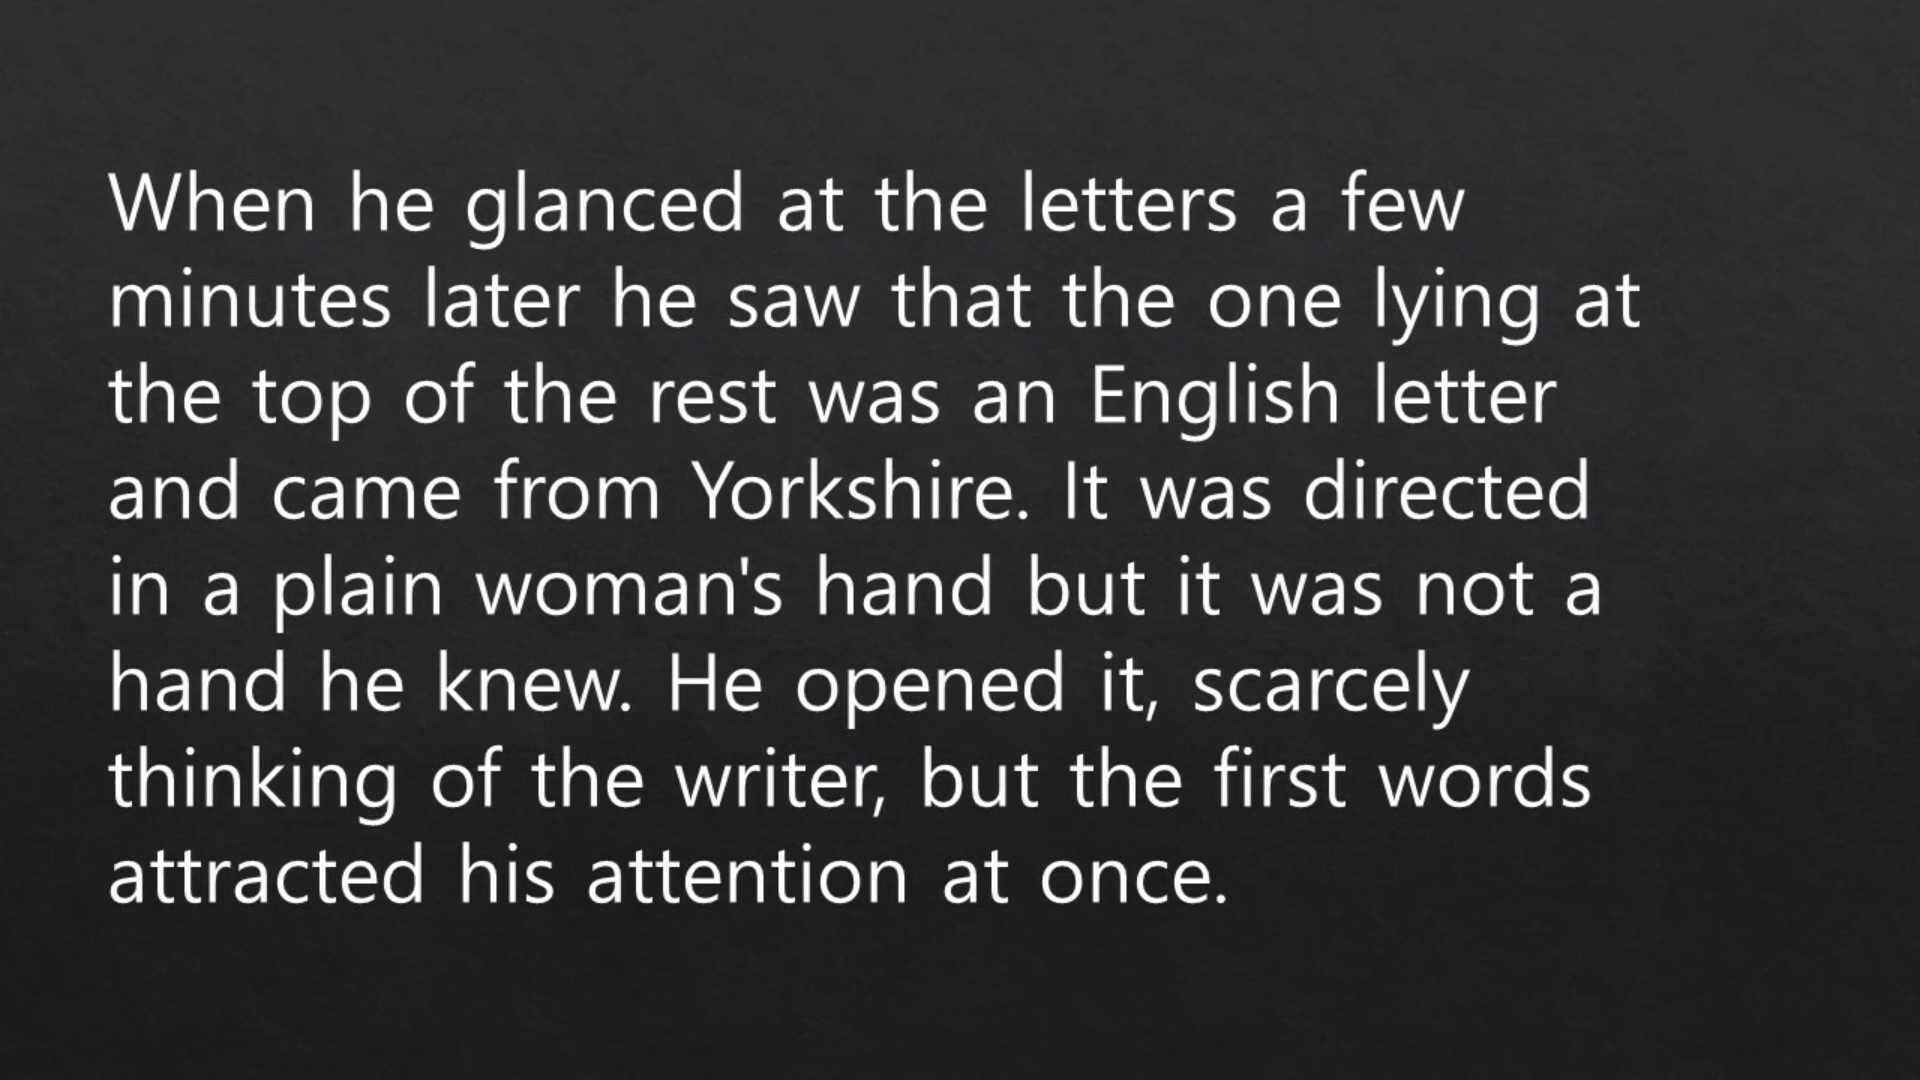 When he glanced at the letters a few
minutes later he saw that the one lying at
the top of the rest was an English letter
and came from Yorkshire. It was directed
in a plain woman's hand but it was not a
hand he knew. He opened it, scarcely
thinking of the writer, but the first words
attracted his attention at once.